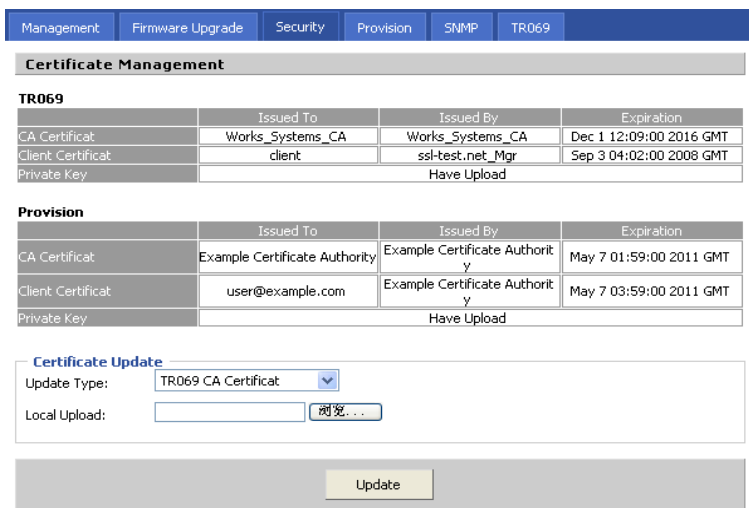 Management Firmware Upgrade Security Provision SNMP TR069
Certificate Management
TR069
Issued To Issued By Expiration
CA Certificat Works_Systems_CA Works_Systems_CA Dec 1 12:09:00 2016 GMT
Client Certificat client ssl-test.net_Mgr Sep 3 04:02:00 2008 GMT
Private Key Have Upload
Provision
Issued To Issued By Expiration
CA Certificat Example Certificate Authority Example Certificate Authorit
y May 7 01:59:00 2011 GMT
Client Certificat user@example.com Example Certificate Authorit
y May 7 03:59:00 2011 GMT
Private Key Have Upload
Certificate Update
Update Type: TR069 CA Certificat
Local Upload: 浏览...
Update